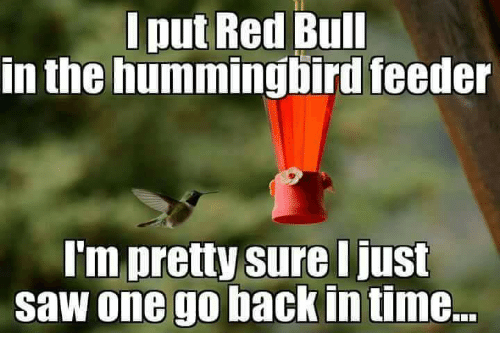 I put Red Bull
in the hummingbird feeder
I'm pretty sure I just
saw one go back in time...